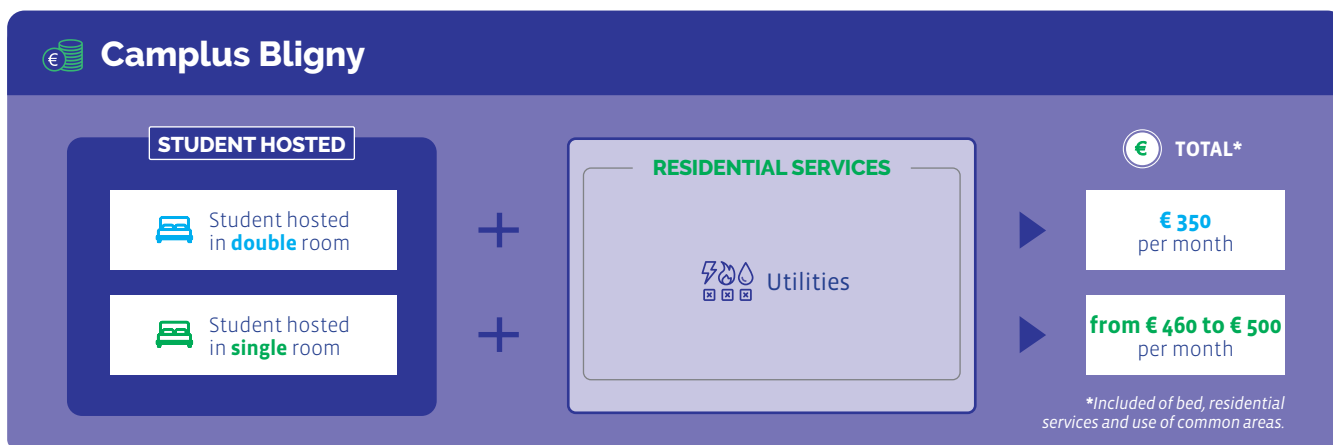 Camplus Bligny
STUDENT HOSTED
Student hosted
in double room
Student hosted
in single room
+
+
RESIDENTIAL SERVICES
Utilities
€ TOTAL*
€ 350
per month
from € 460 to € 500
per month
*Included of bed, residential
services and use of common areas.